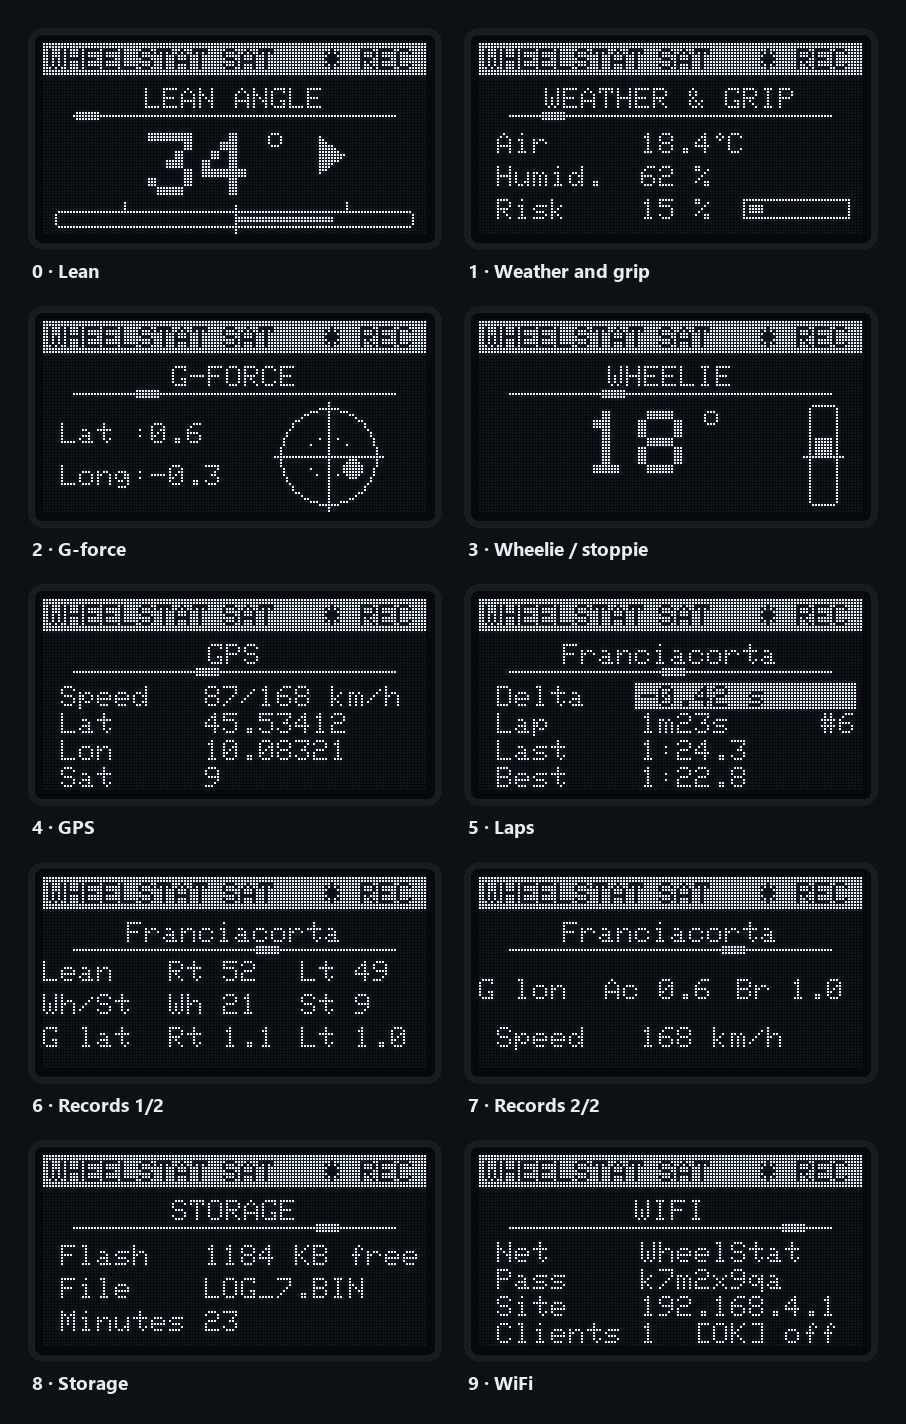 WHEELSTAT SAT * REC
LEAN ANGLE
34°
0 · Lean
WHEELSTAT SAT * REC
WEATHER & GRIP
Air 18.4°C
Humid. 62 %
Risk 15 %
1 · Weather and grip
WHEELSTAT SAT * REC
G-FORCE
Lat :0.6
Long:-0.3
2 · G-force
WHEELSTAT SAT * REC
WHEELIE
18°
3 · Wheelie / stoppie
WHEELSTAT SAT * REC
GPS
Speed 87/168 km/h
Lat 45.53412
Lon 10.08321
Sat 9
4 · GPS
WHEELSTAT SAT * REC
Franciacorta
Delta -0.48 s
Lap 1m23s #6
Last 1:24.3
Best 1:22.8
5 · Laps
WHEELSTAT SAT * REC
Franciacorta
Lean Rt 52 Lt 49
Wh/St Wh 21 St 9
G lat Rt 1.1 Lt 1.0
6 · Records 1/2
WHEELSTAT SAT * REC
Franciacorta
G lon Ac 0.6 Br 1.0
Speed 168 km/h
7 · Records 2/2
WHEELSTAT SAT * REC
STORAGE
Flash 1184 KB free
File LOG_7.BIN
Minutes 23
8 · Storage
WHEELSTAT SAT * REC
WIFI
Net WheelStat
Pass k7m2x9qa
Site 192.168.4.1
Clients 1 [OK] off
9 · WiFi